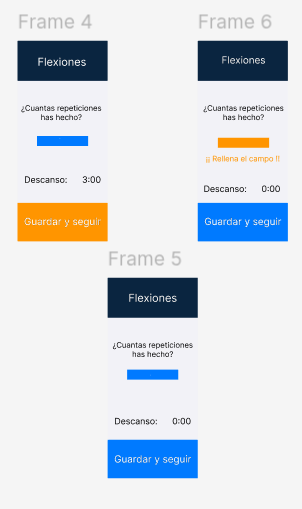 Frame 4
Flexiones
¿Cuantas repeticiones
has hecho?
Descanso: 3:00
Guardar y seguir
Frame 6
Flexiones
¿Cuantas repeticiones
has hecho?
¡¡ Rellena el campo !!
Descanso: 0:00
Guardar y seguir
Frame 5
Flexiones
¿Cuantas repeticiones
has hecho?
Descanso: 0:00
Guardar y seguir